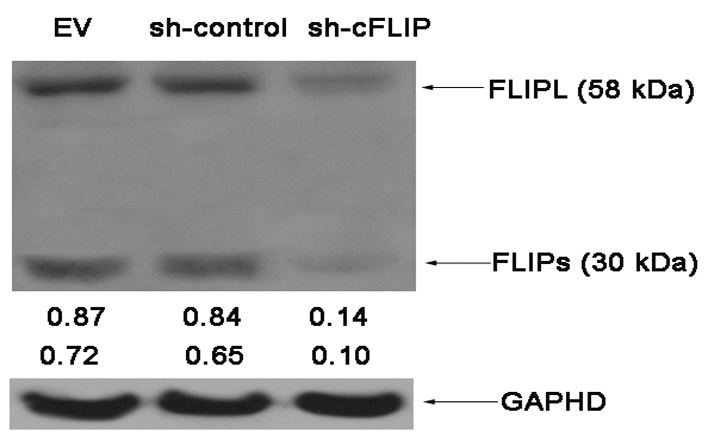 EV sh-control sh-cFLIP
FLIPL (58 kDa)
FLIPs (30 kDa)
0.87 0.84 0.14
0.72 0.65 0.10
GAPHD